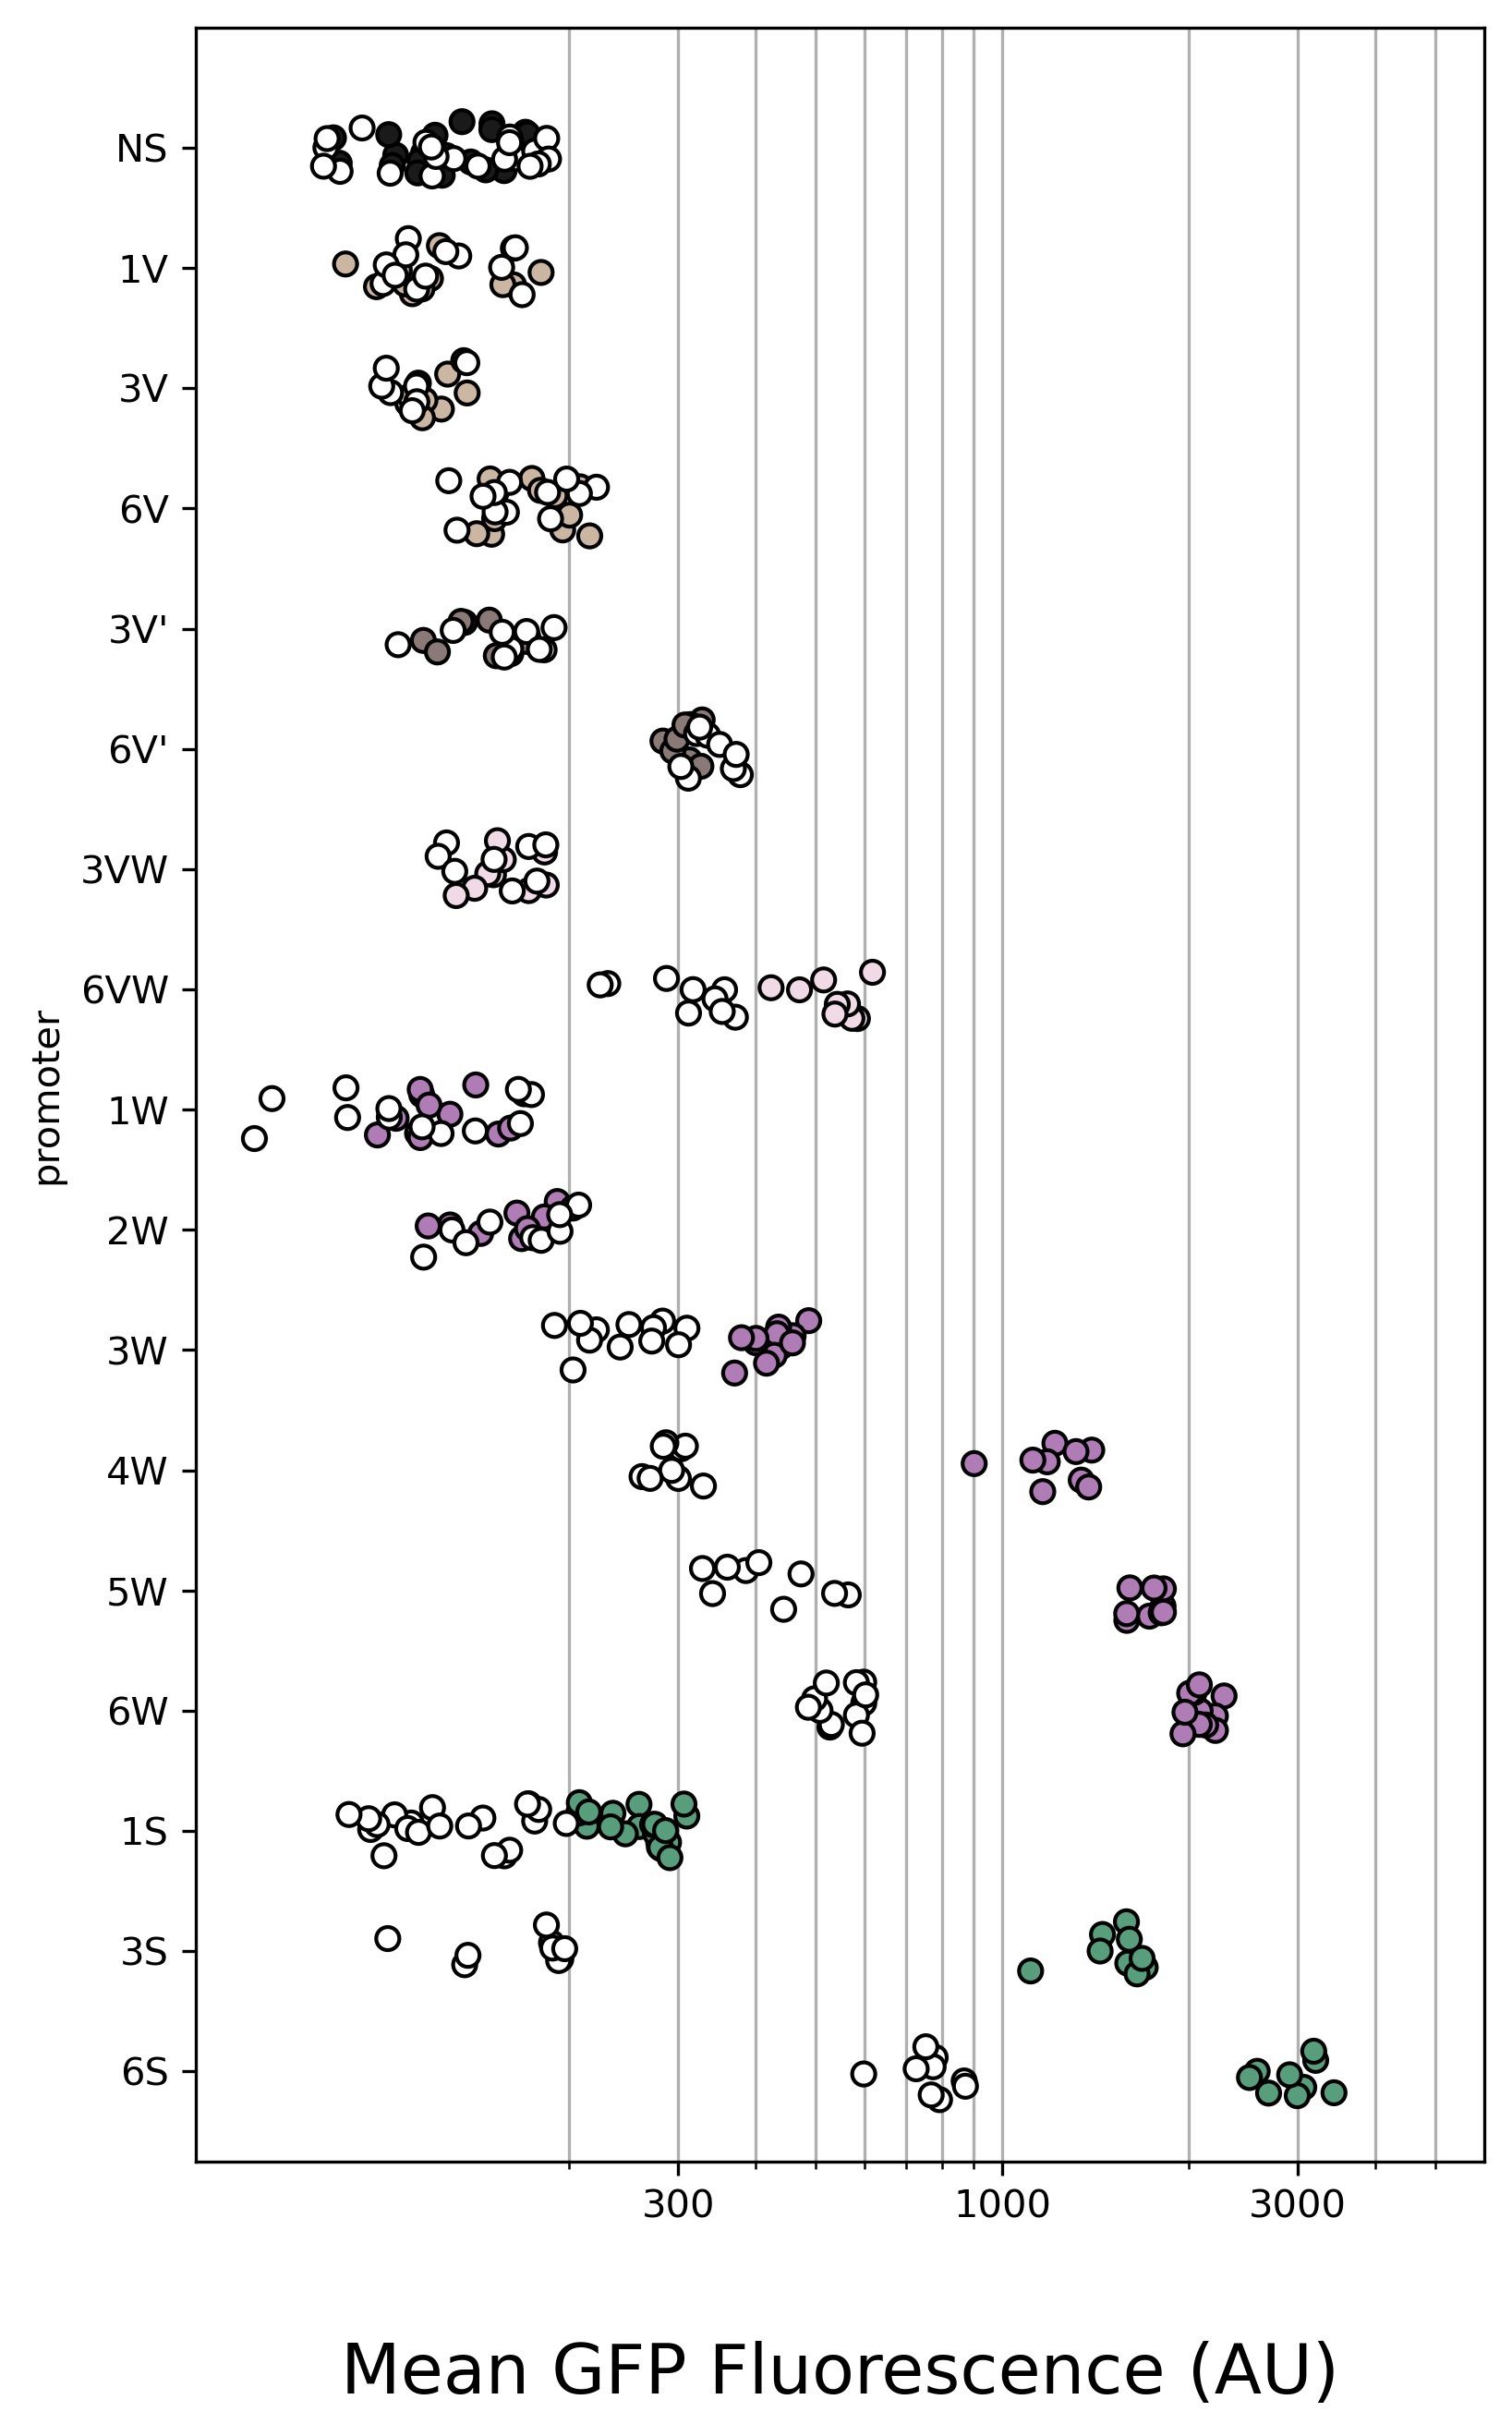 promoter
NS
1V
3V
6V
3V'
6V'
3VW
6VW
1W
2W
3W
4W
5W
6W
1S
3S
6S
300 1000 3000
Mean GFP Fluorescence (AU)